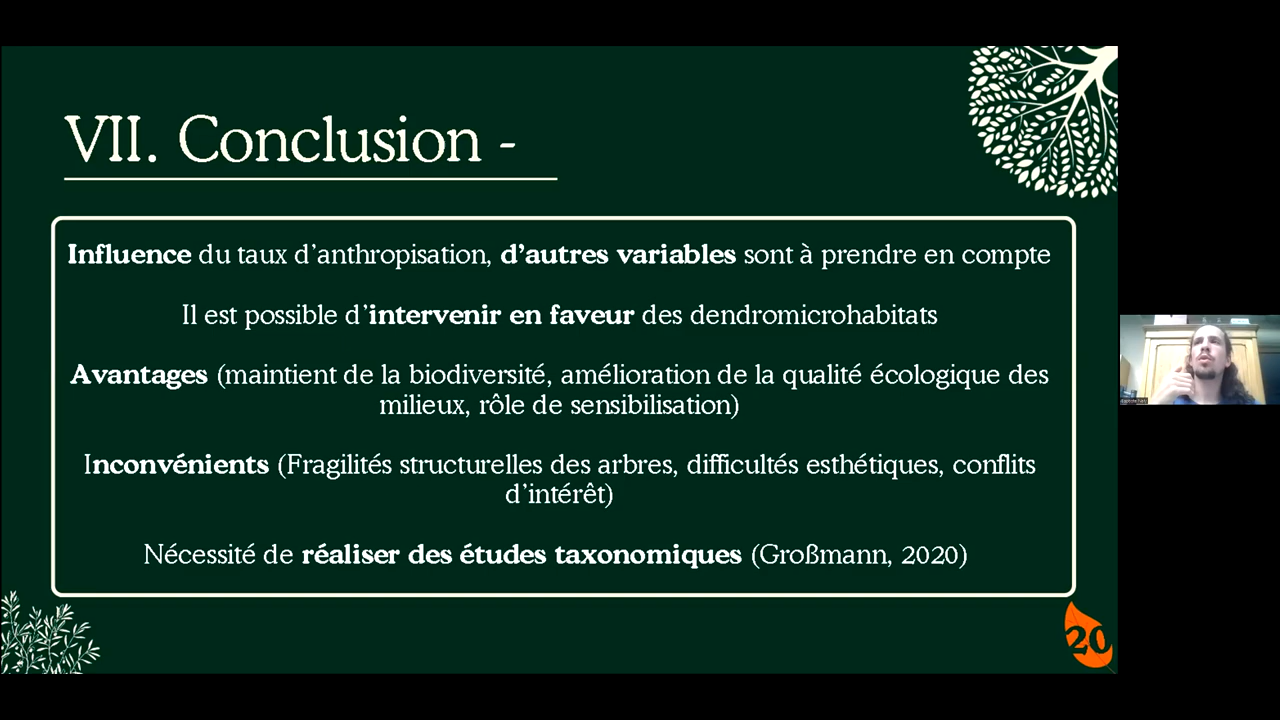 VII. Conclusion -
Influence du taux d’anthropisation, d’autres variables sont à prendre en compte
Il est possible d’intervenir en faveur des dendromicrohabitats
Avantages (maintient de la biodiversité, amélioration de la qualité écologique des
milieux, rôle de sensibilisation)
Inconvénients (Fragilités structurelles des arbres, difficultés esthétiques, conflits
d’intérêt)
Nécessité de réaliser des études taxonomiques (Großmann, 2020)
20